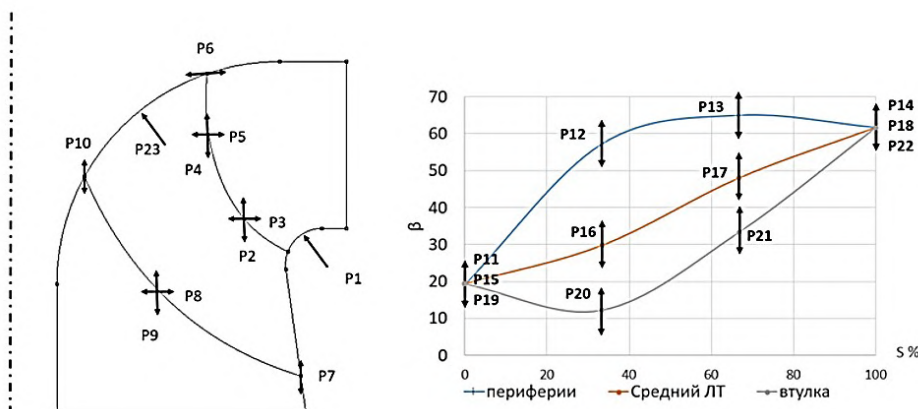 P6
P10
P23
P5
P4
P3
P2
P1
P8
P9
P7
70
60
50
40
30
20
10
0
β
P12
P13
P14
P18
P22
P17
P16
P11
P15
P19
P20
P21
S %
0
20
40
60
80
100
периферии
Средний ЛТ
втулка